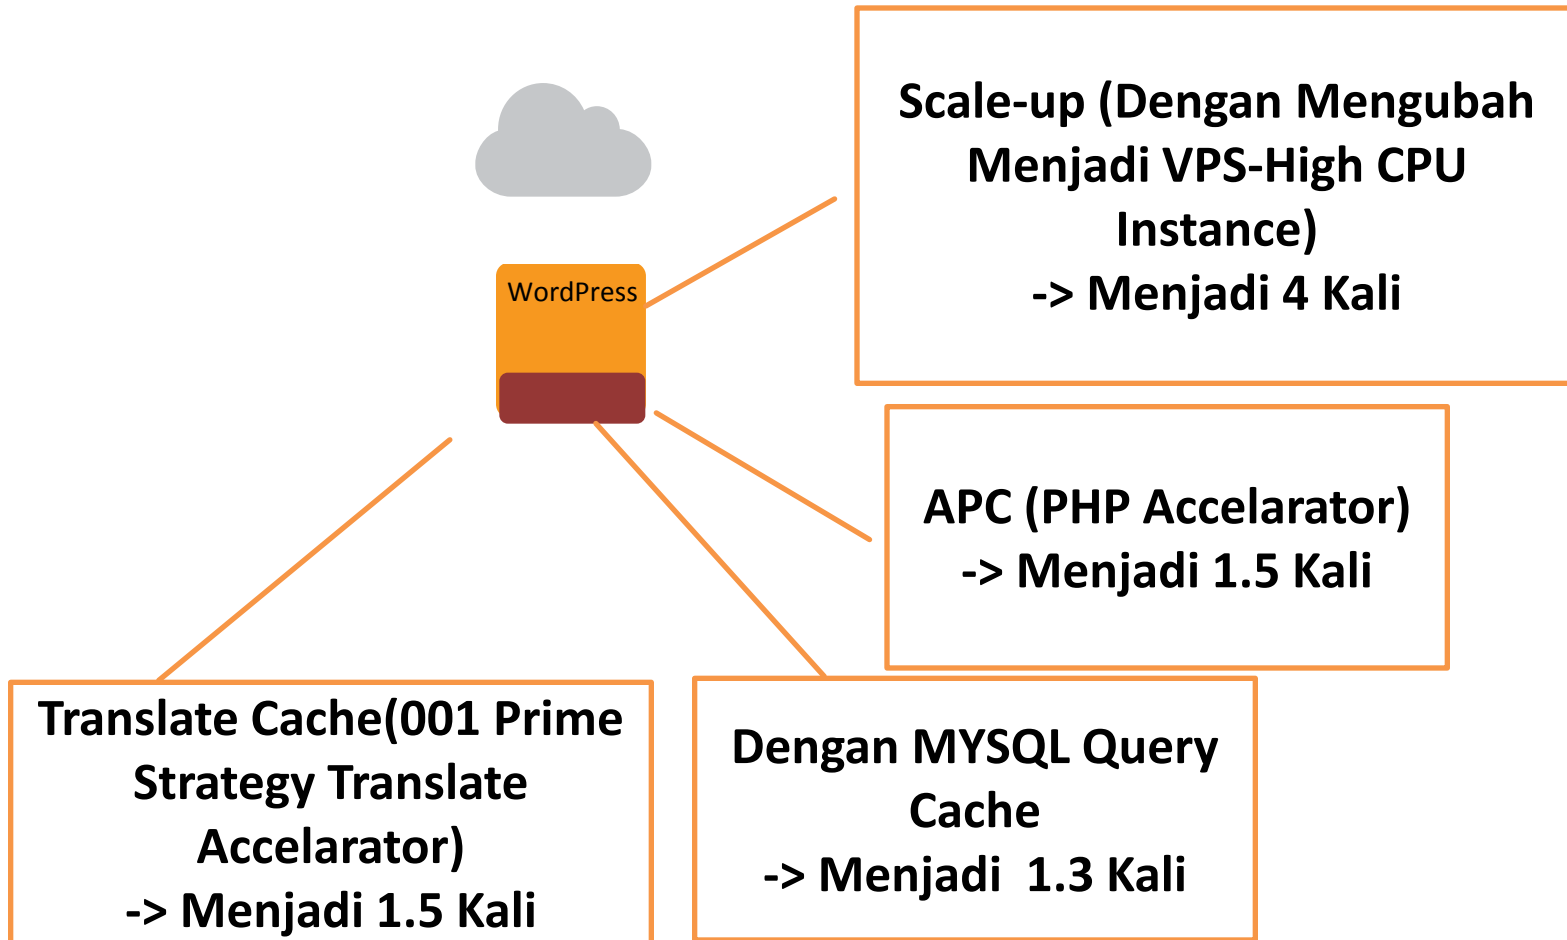 Scale-up (Dengan Mengubah
Menjadi VPS-High CPU
Instance)
-> Menjadi 4 Kali
WordPress
APC (PHP Accelarator)
-> Menjadi 1.5 Kali
Translate Cache(001 Prime
Strategy Translate
Accelarator)
-> Menjadi 1.5 Kali
Dengan MYSQL Query
Cache
-> Menjadi  1.3 Kali